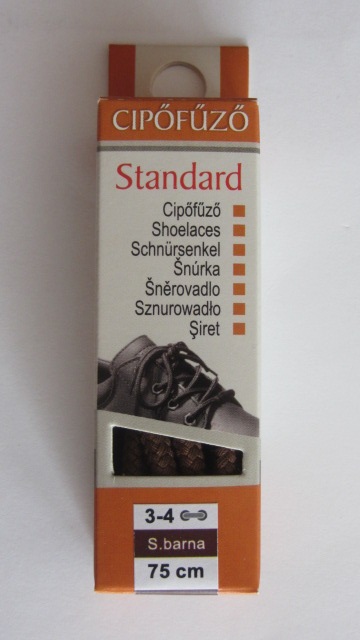 CIPŐFŰZŐ
Standard
Cipőfűző
Shoelaces
Schnürsenkel
Šnúrka
Šněrovadlo
Sznurowadło
Şiret
3-4
S.barna
75 cm